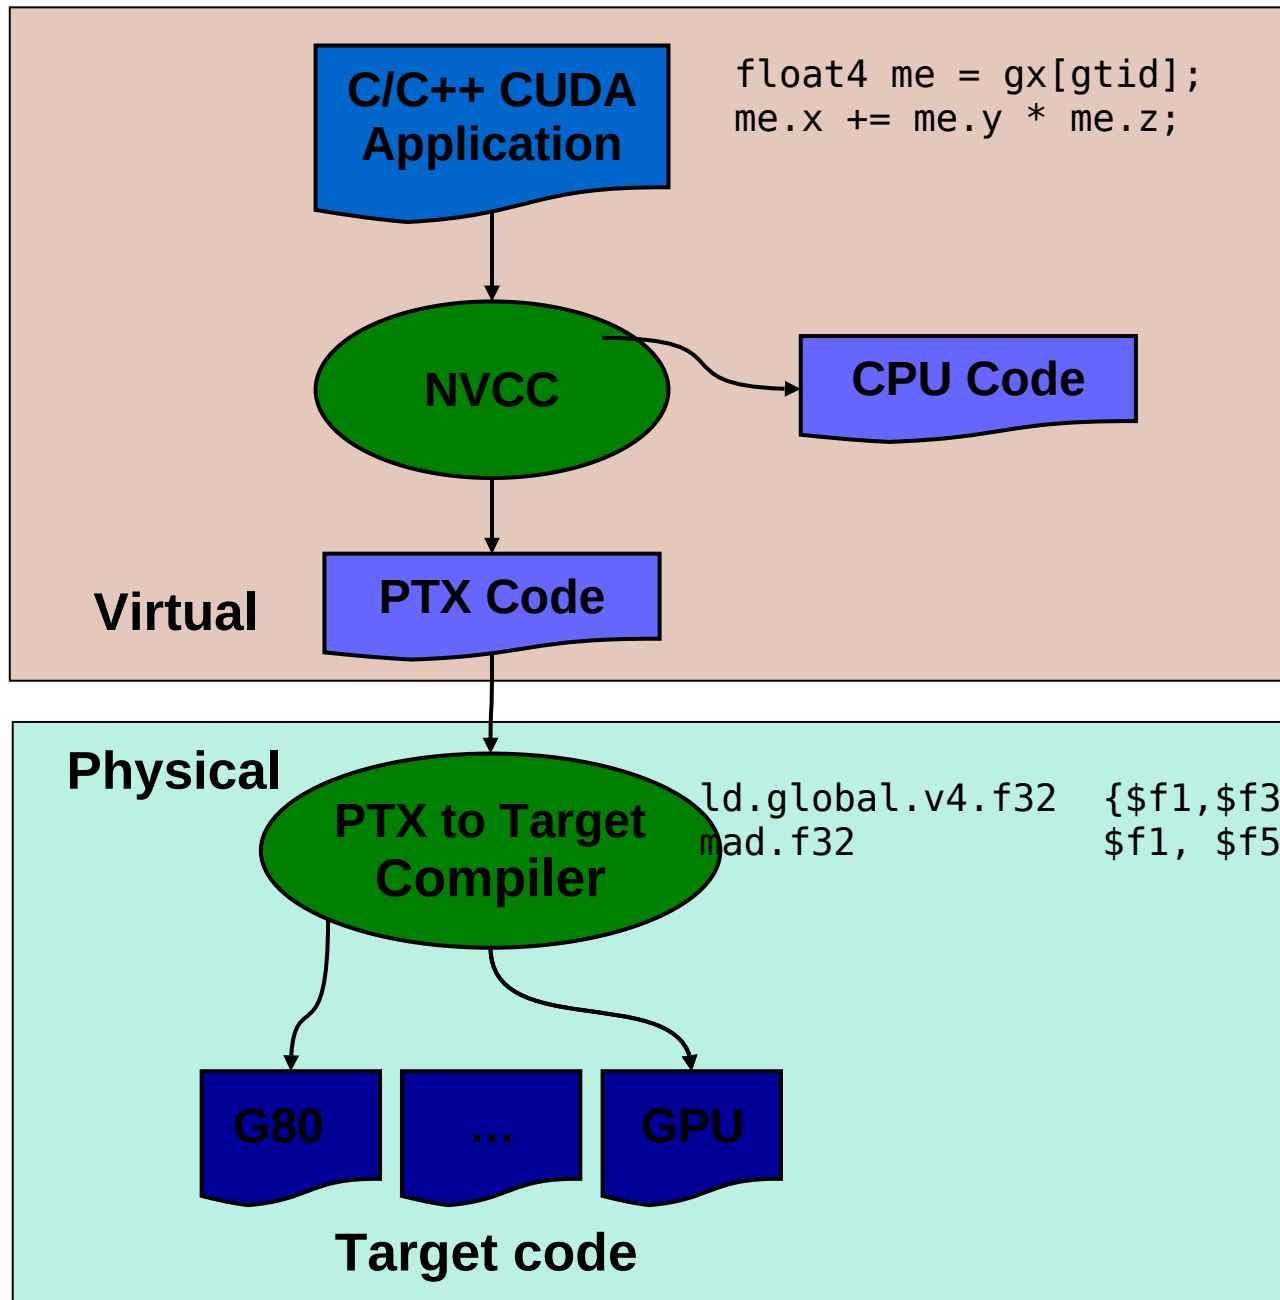 C/C++ CUDA
Application
float4 me = gx[gtid];
me.x += me.y * me.z;
NVCC
CPU Code
PTX Code
Virtual
Physical
PTX to Target
Compiler
ld.global.v4.f32  {$f1,$f3
mad.f32           $f1, $f5
G80
...
GPU
Target code